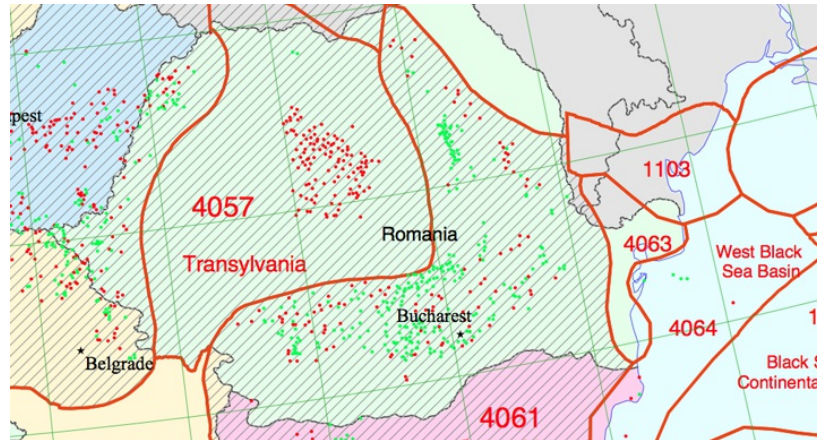 pest
1103
4057
Romania
4063
Transylvania
West Black
Sea Basin
Bucharest
4064
Belgrade
Black S
Continenta
4061